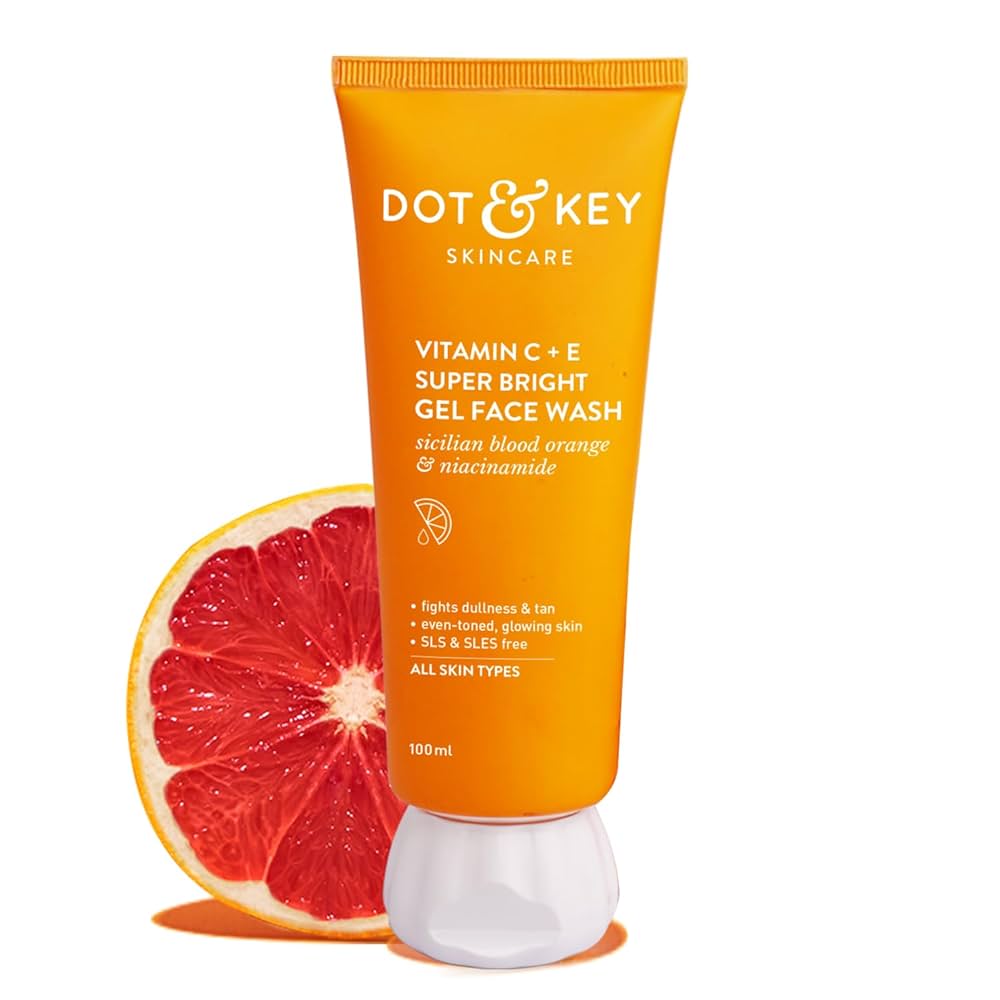 DOT & KEY
SKINCARE
VITAMIN C + E
SUPER BRIGHT
GEL FACE WASH
sicilian blood orange
& niacinamide
• fights dullness & tan
• even-toned, glowing skin
• SLS & SLES free
ALL SKIN TYPES
100ml